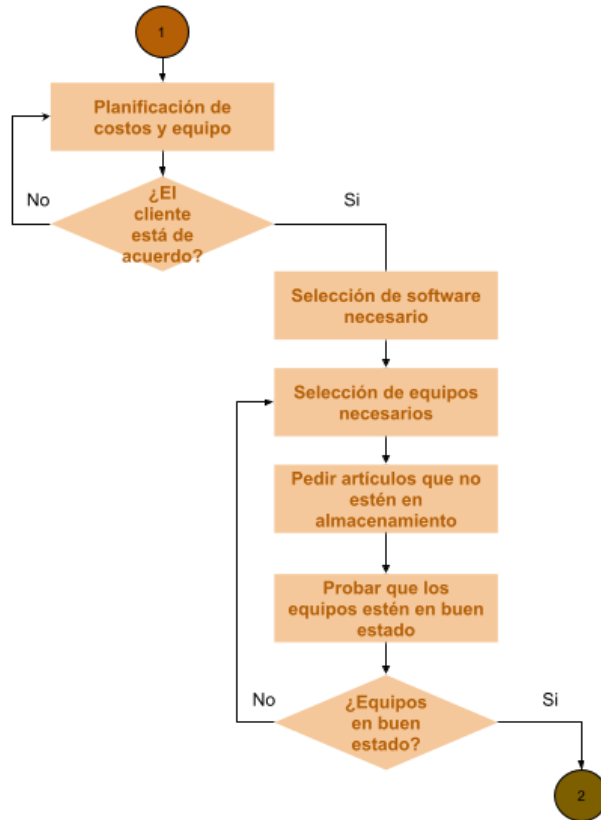 1
Planificación de
costos y equipo
¿El
cliente
está de
acuerdo?
No
Si
Selección de software
necesario
Selección de equipos
necesarios
Pedir artículos que no
estén en
almacenamiento
Probar que los
equipos estén en buen
estado
¿Equipos
en buen
estado?
No
Si
2